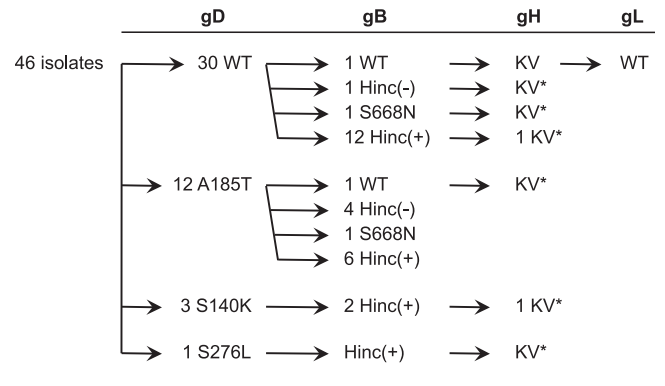 gD gB gH gL
46 isolates 30 WT 1 WT KV WT
1 Hinc(-) KV*
1 S668N KV*
12 Hinc(+) 1 KV*
12 A185T 1 WT KV*
4 Hinc(-)
1 S668N
6 Hinc(+)
3 S140K 2 Hinc(+) 1 KV*
1 S276L Hinc(+) KV*